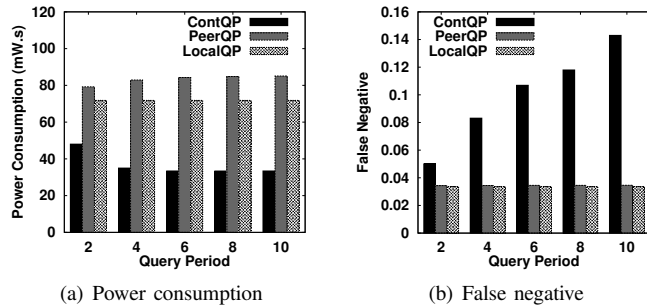 120
100
80
60
40
20
0
Power Consumption (mW.s)
ContQP
PeerQP
LocalQP
2 4 6 8 10
Query Period
(a) Power consumption
0.16
0.14
0.12
0.1
0.08
0.06
0.04
0.02
0
False Negative
ContQP
PeerQP
LocalQP
2 4 6 8 10
Query Period
(b) False negative